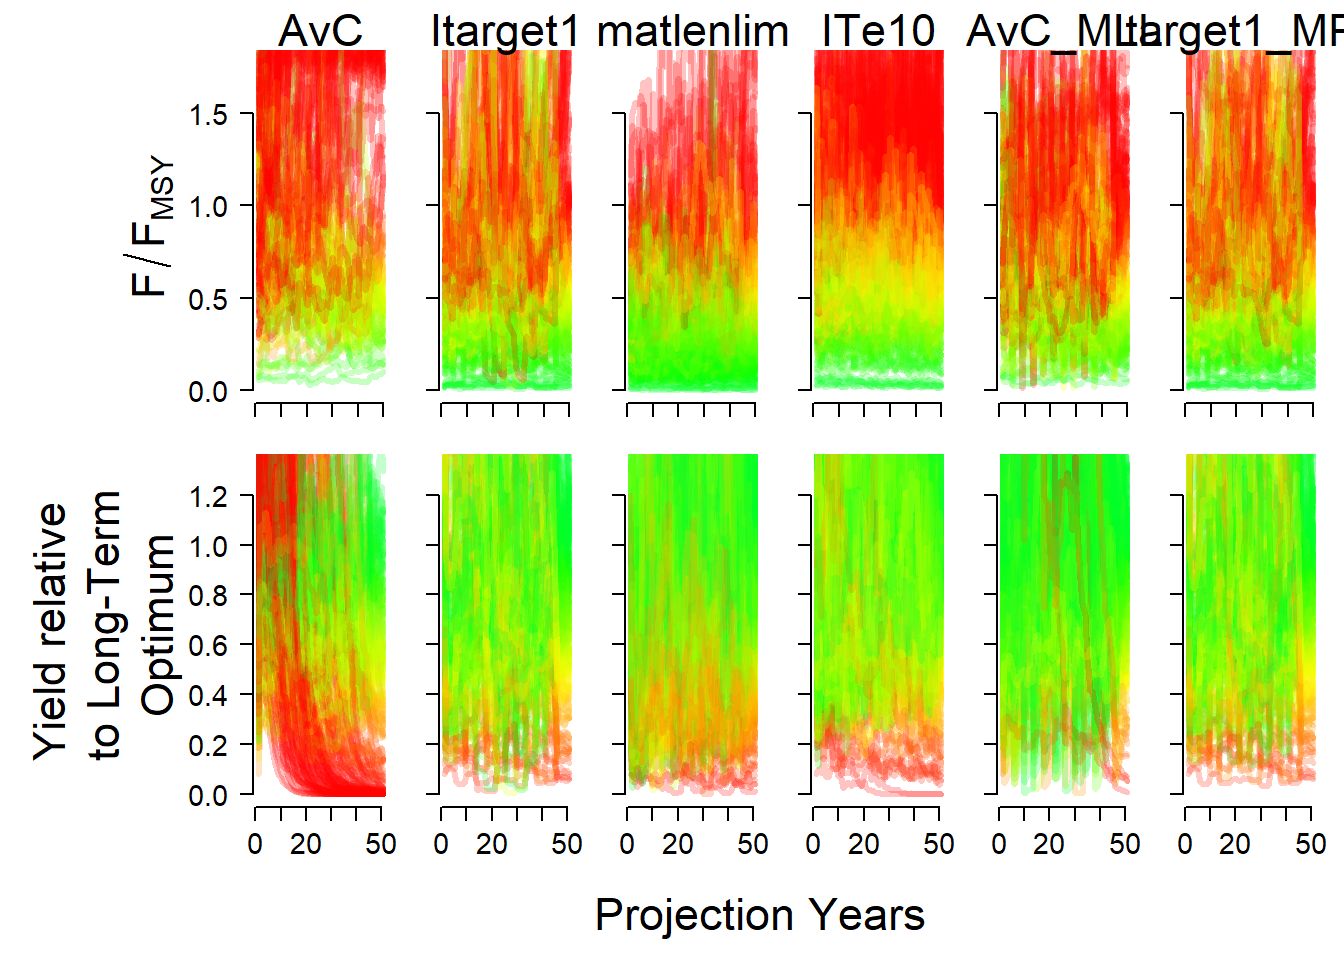 AvC Itarget1 matlenlim ITe10 AvC_MLL Itarget1_MP
F / FMSY
1.5
1.0
0.5
0.0
Yield relative
to Long-Term
Optimum
1.2
1.0
0.8
0.6
0.4
0.2
0.0
0 20 50 0 20 50 0 20 50 0 20 50 0 20 50 0 20 50
Projection Years